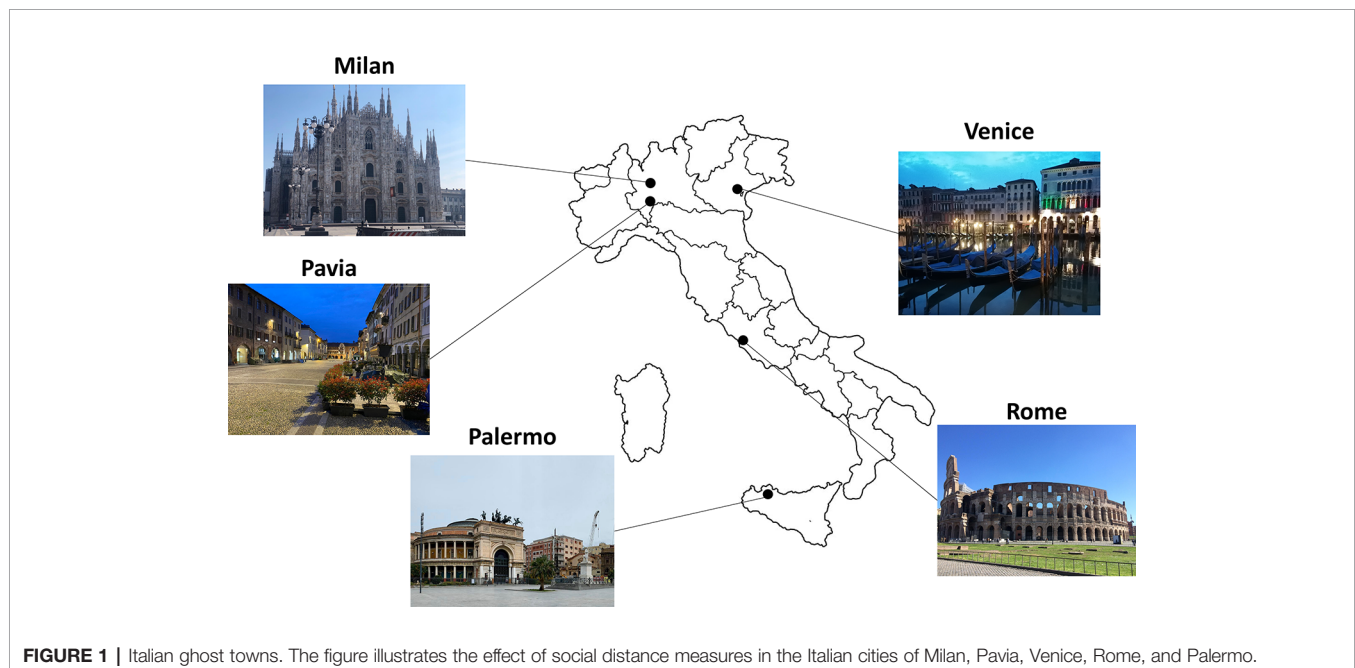 Milan
Venice
Pavia
Rome
Palermo
FIGURE 1 | Italian ghost towns. The figure illustrates the effect of social distance measures in the Italian cities of Milan, Pavia, Venice, Rome, and Palermo.